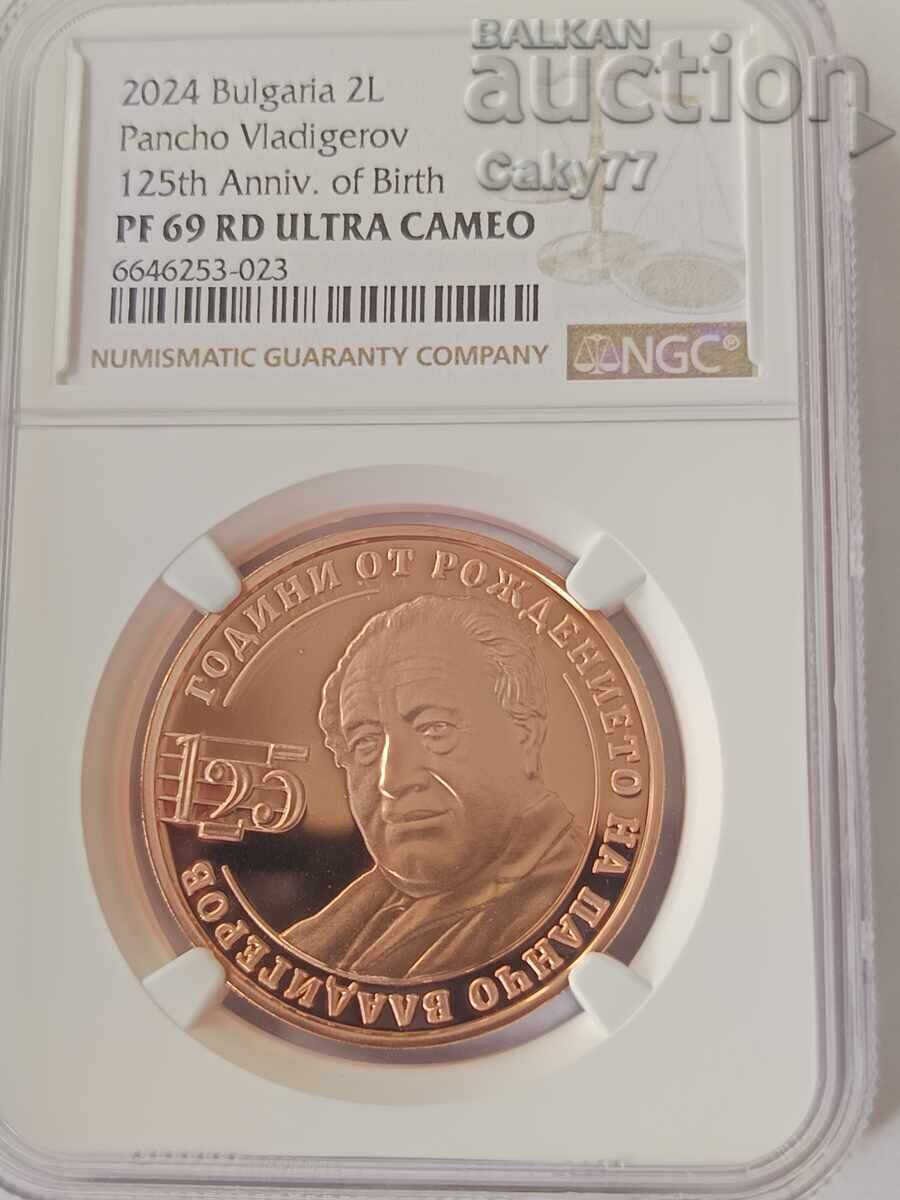 BALKAN
auction
Caky77
2024 Bulgaria 2L
Pancho Vladigerov
125th Anniv. of Birth
PF 69 RD ULTRA CAMEO
6646253-023
NUMISMATIC GUARANTY COMPANY
NGC®
125
ГОДИНИ ОТ РОЖДЕНИЕТО НА ПАНЧО ВЛАДИГЕРОВ